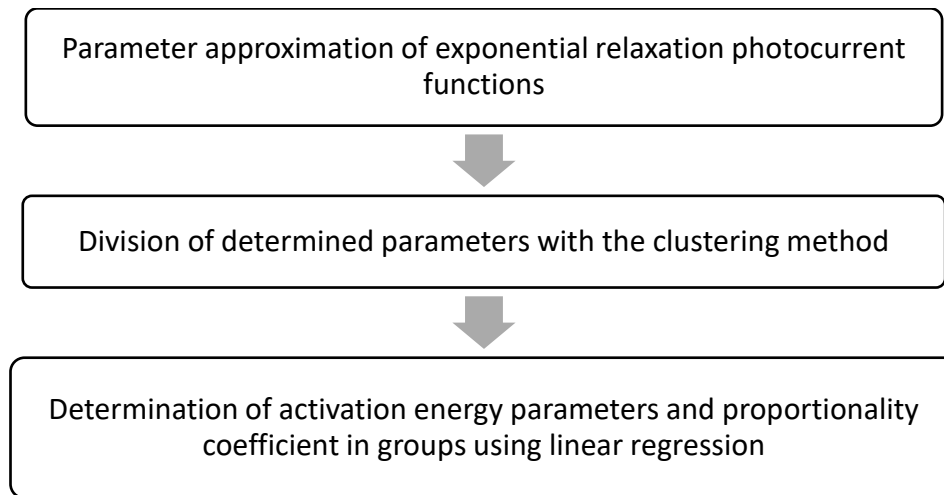 Parameter approximation of exponential relaxation photocurrent
functions
Division of determined parameters with the clustering method
Determination of activation energy parameters and proportionality
coefficient in groups using linear regression